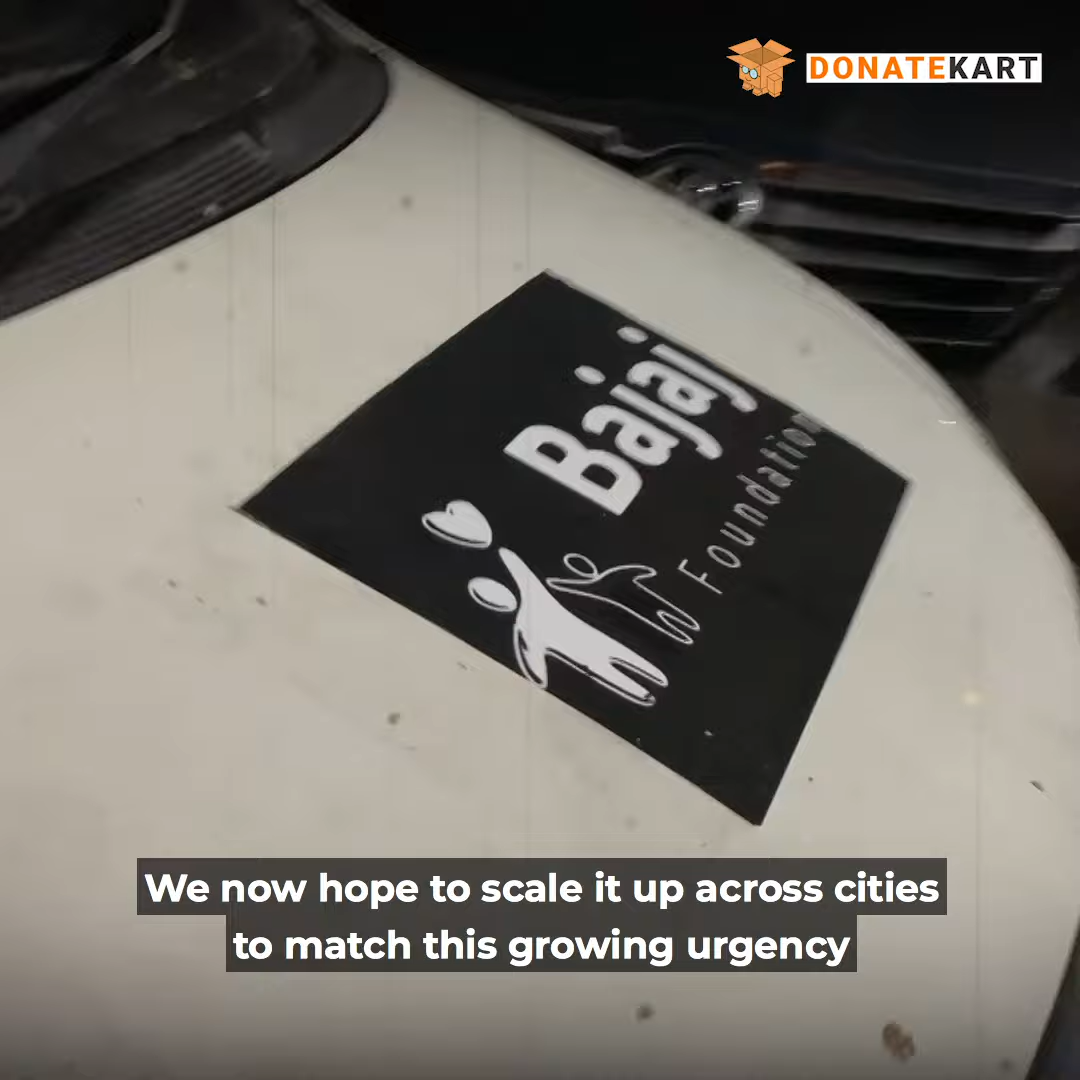 DONATEKART
Bajaj
Foundation
We now hope to scale it up across cities
to match this growing urgency